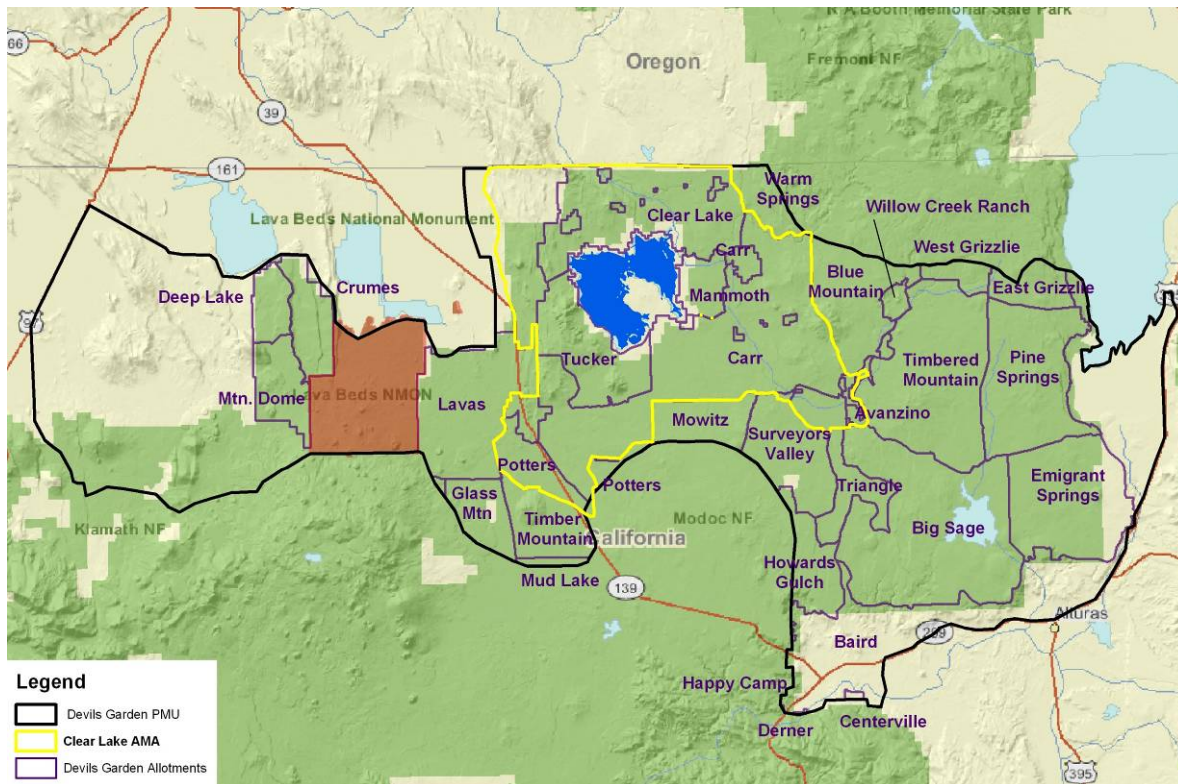 R A Booth Memorial State Park
66
Oregon
Fremont NF
39
161
Warm
Springs
Lava Beds National Monument
Clear Lake
Willow Creek Ranch
West Grizzlie
Carr
Blue
Mountain
Deep Lake
Crumes
Mammoth
East Grizzlie
97
Tucker
Carr
Timbered
Mountain
Pine
Springs
Mtn. Dome
Lava Beds NMON
Lavas
Avanzino
Mowitz
Surveyors
Valley
Potters
Potters
Emigrant
Springs
Glass
Mtn
Triangle
Klamath NF
Timber
Mountain
Modoc NF
Big Sage
California
Mud Lake
139
Howards
Gulch
Alturas
299
Baird
Happy Camp
Derner
Centerville
395
Legend
Devils Garden PMU
Clear Lake AMA
Devils Garden Allotments